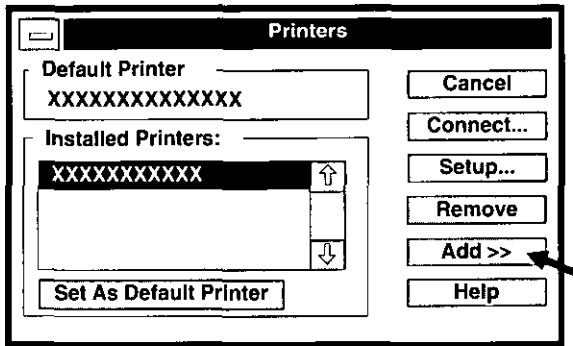 Printers
Default Printer
XXXXXXXXXXXXXX
Installed Printers:
XXXXXXXXXXX
Set As Default Printer
Cancel
Connect...
Setup...
Remove
Add >>
Help